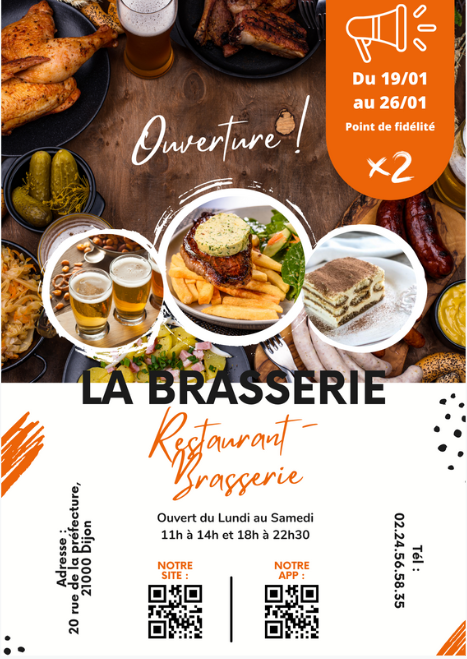 Du 19/01
au 26/01
Point de fidélité
x2
Ouverture !
LA BRASSERIE
Restaurant -
Brasserie
Ouvert du Lundi au Samedi
11h à 14h et 18h à 22h30
Adresse :
20 rue de la préfecture,
21000 Dijon
NOTRE
SITE :
NOTRE
APP :
Tél :
02.24.56.58.35